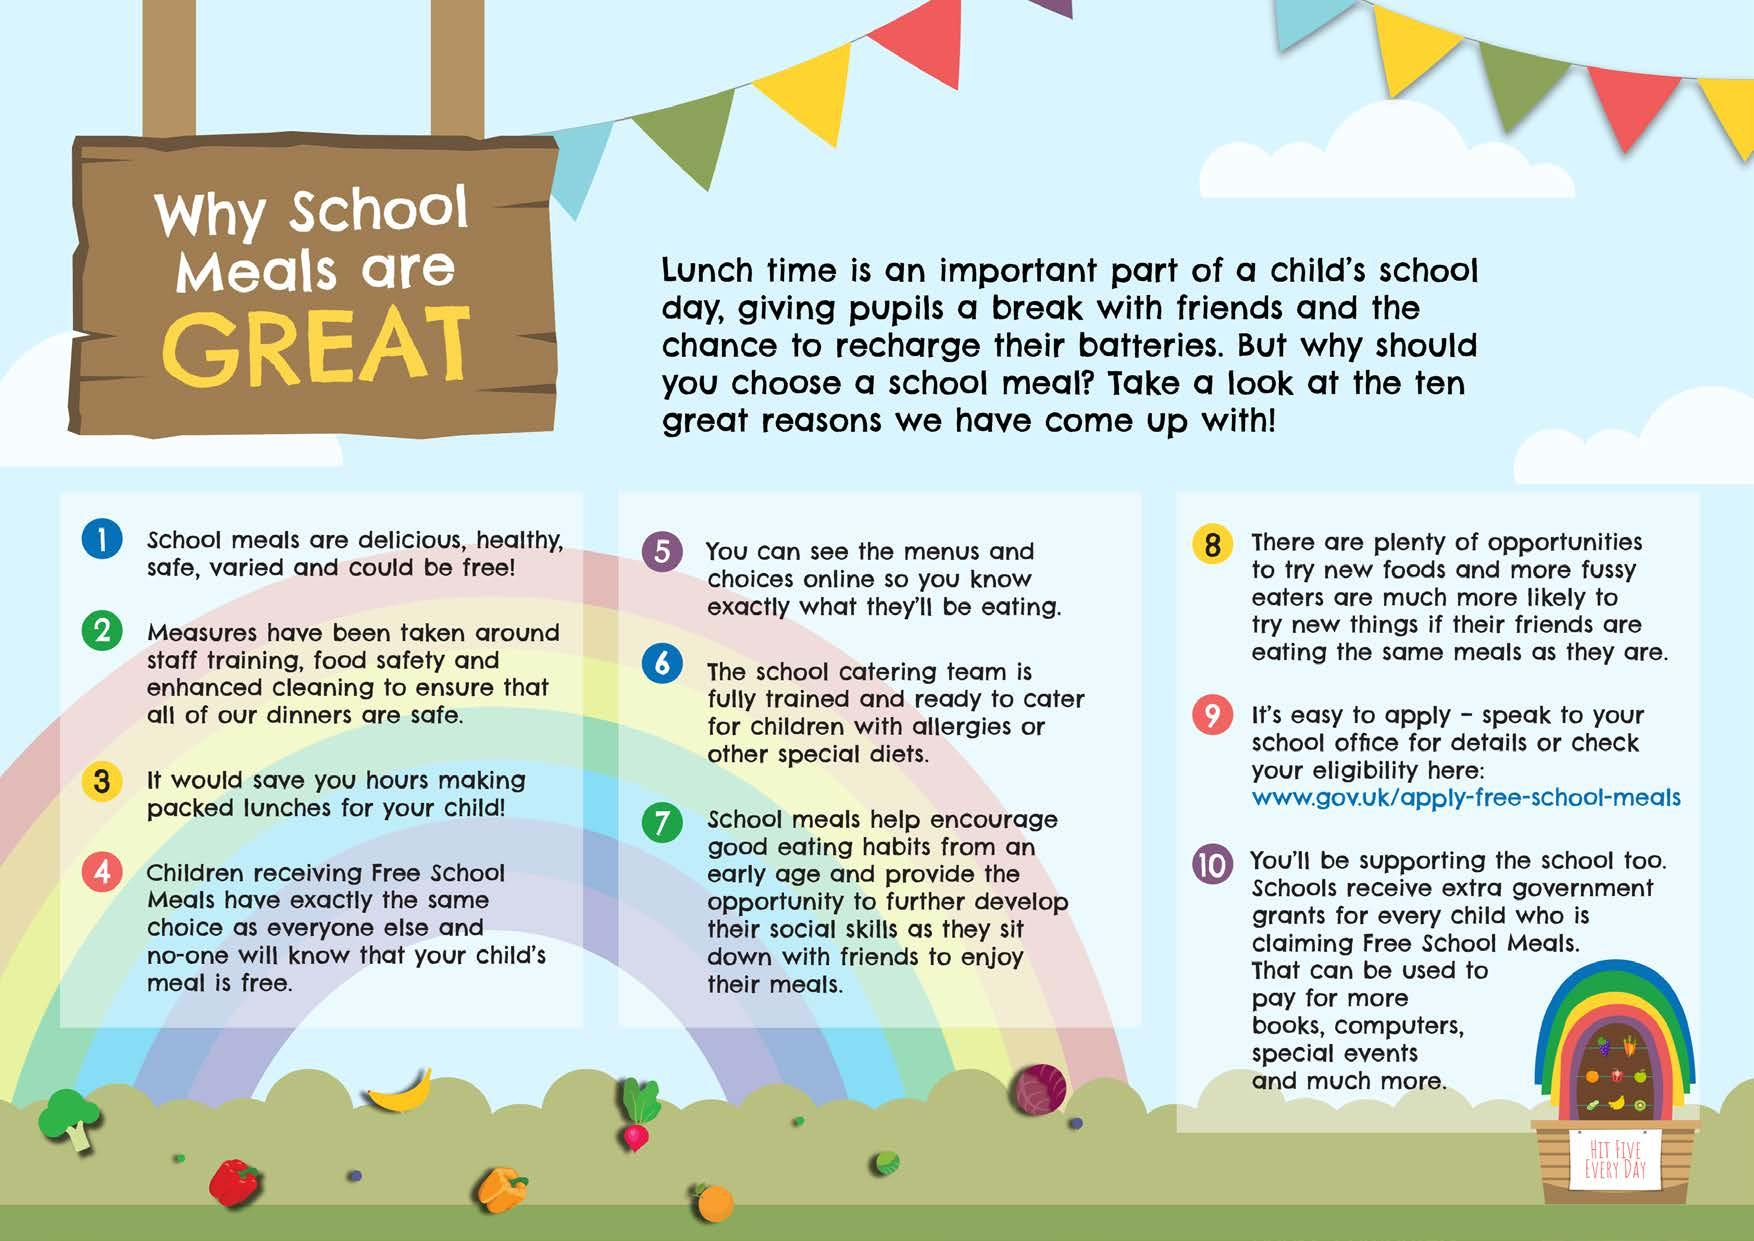 Why School
Meals are
GREAT
Lunch time is an important part of a child's school
day, giving pupils a break with friends and the
chance to recharge their batteries. But why should
you choose a school meal? Take a look at the ten
great reasons we have come up with!
1 School meals are delicious, healthy,
safe, varied and could be free!
2 Measures have been taken around
staff training, food safety and
enhanced cleaning to ensure that
all of our dinners are safe.
3 It would save you hours making
packed lunches for your child!
4 Children receiving Free School
Meals have exactly the same
choice as everyone else and
no-one will know that your child's
meal is free.
5 You can see the menus and
choices online so you know
exactly what they'll be eating.
6 The school catering team is
fully trained and ready to cater
for children with allergies or
other special diets.
7 School meals help encourage
good eating habits from an
early age and provide the
opportunity to further develop
their social skills as they sit
down with friends to enjoy
their meals.
8 There are plenty of opportunities
to try new foods and more fussy
eaters are much more likely to
try new things if their friends are
eating the same meals as they are.
9 It's easy to apply – speak to your
school office for details or check
your eligibility here:
www.gov.uk/apply-free-school-meals
10 You'll be supporting the school too.
Schools receive extra government
grants for every child who is
claiming Free School Meals.
That can be used to
pay for more
books, computers,
special events
and much more.
HIT FIVE
EVERY DAY